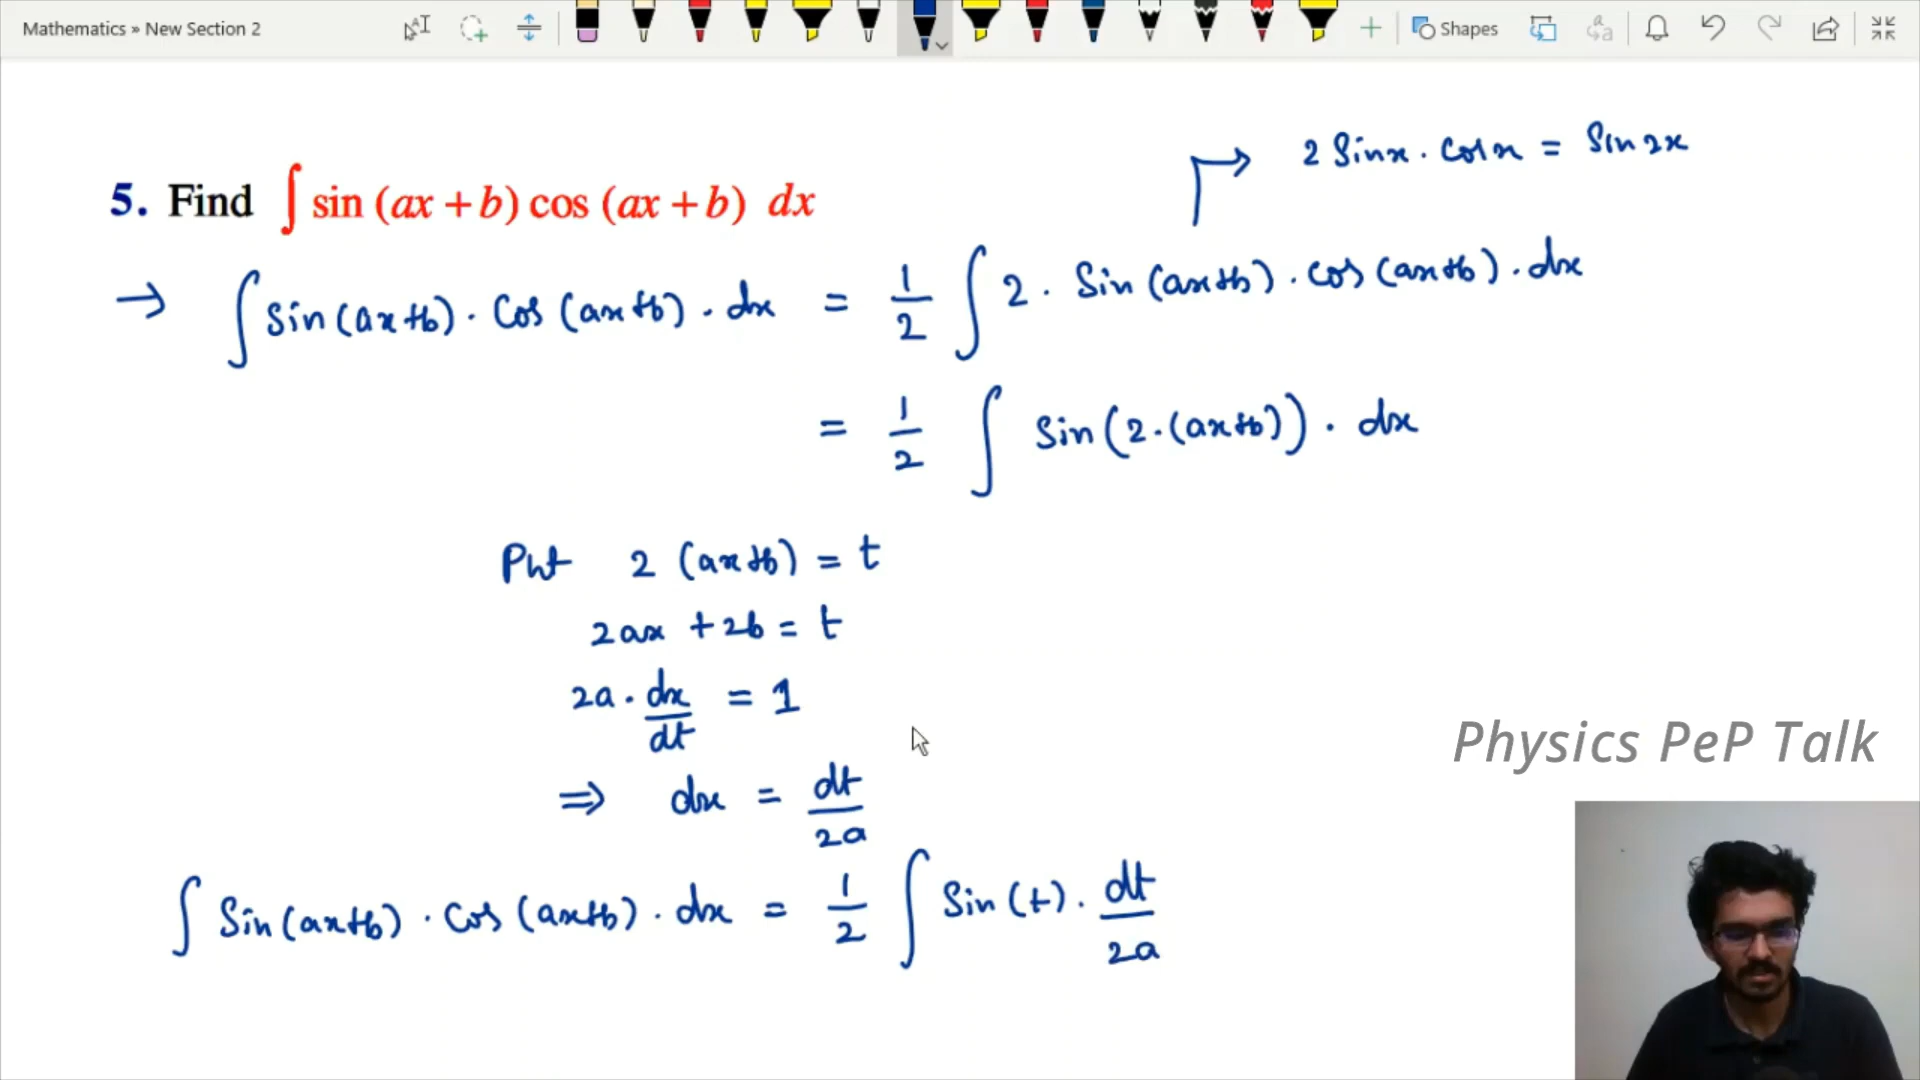 Mathematics » New Section 2
Shapes
2 Sinx . Cosx = Sin 2x
5. Find ∫ sin (ax + b) cos (ax + b) dx
→ ∫ Sin(ax+b) . Cos (ax+b) . dx = 1/2 ∫ 2 . Sin (ax+b) . Cos (ax+b) . dx
= 1/2 ∫ Sin (2.(ax+b)) . dx
Put 2 (ax+b) = t
2ax + 2b = t
2a . dx/dt = 1
⇒ dx = dt/2a
∫ Sin(ax+b) . Cos (ax+b) . dx = 1/2 ∫ Sin (t) . dt/2a
Physics PeP Talk